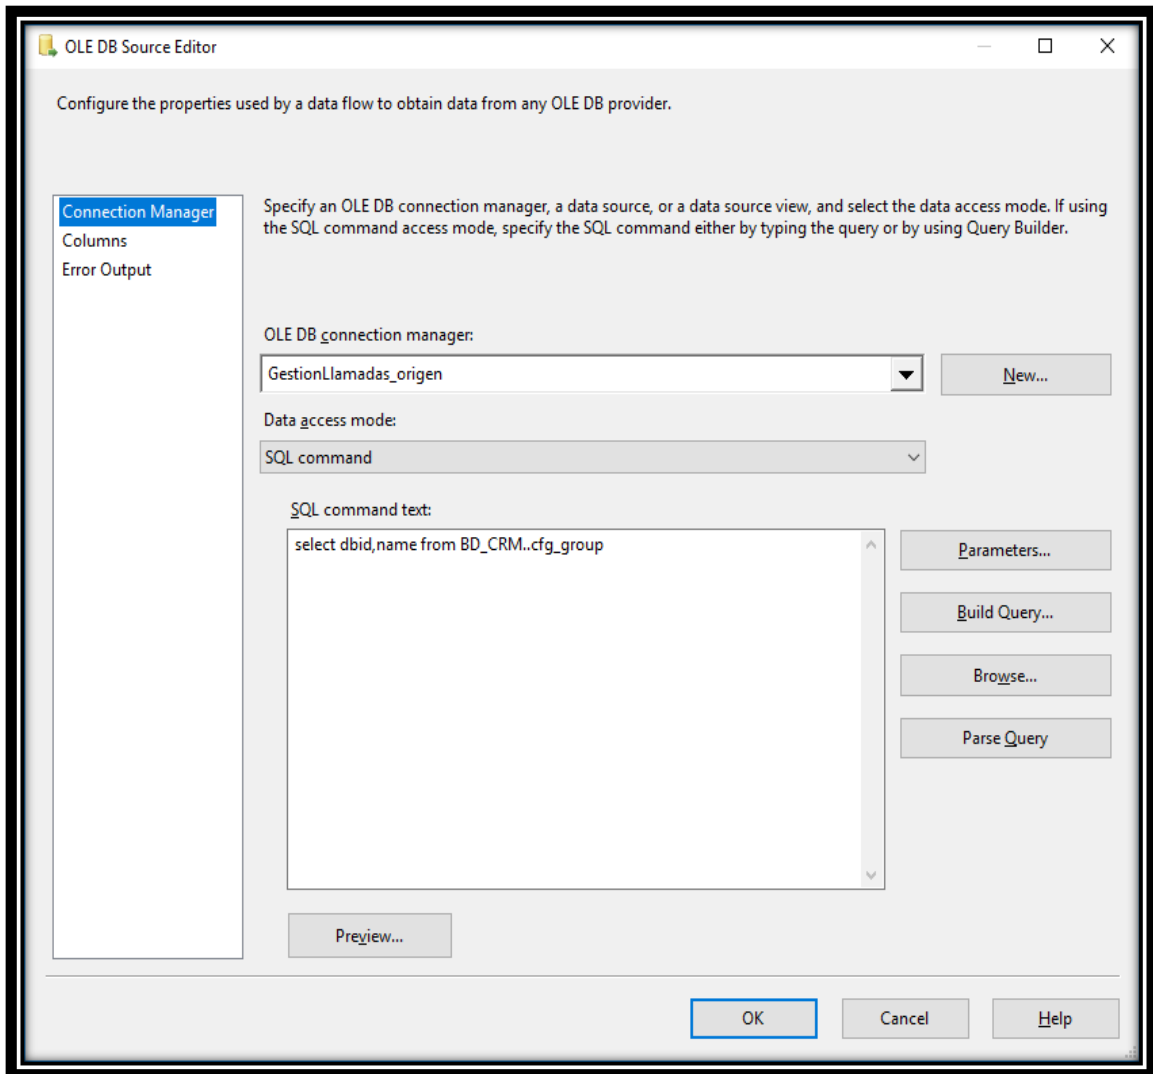 OLE DB Source Editor
Configure the properties used by a data flow to obtain data from any OLE DB provider.
Connection Manager
Columns
Error Output
Specify an OLE DB connection manager, a data source, or a data source view, and select the data access mode. If using
the SQL command access mode, specify the SQL command either by typing the query or by using Query Builder.
OLE DB connection manager:
GestionLlamadas_origen
New...
Data access mode:
SQL command
SQL command text:
select dbid,name from BD_CRM..cfg_group
Parameters...
Build Query...
Browse...
Parse Query
Preview...
OK
Cancel
Help